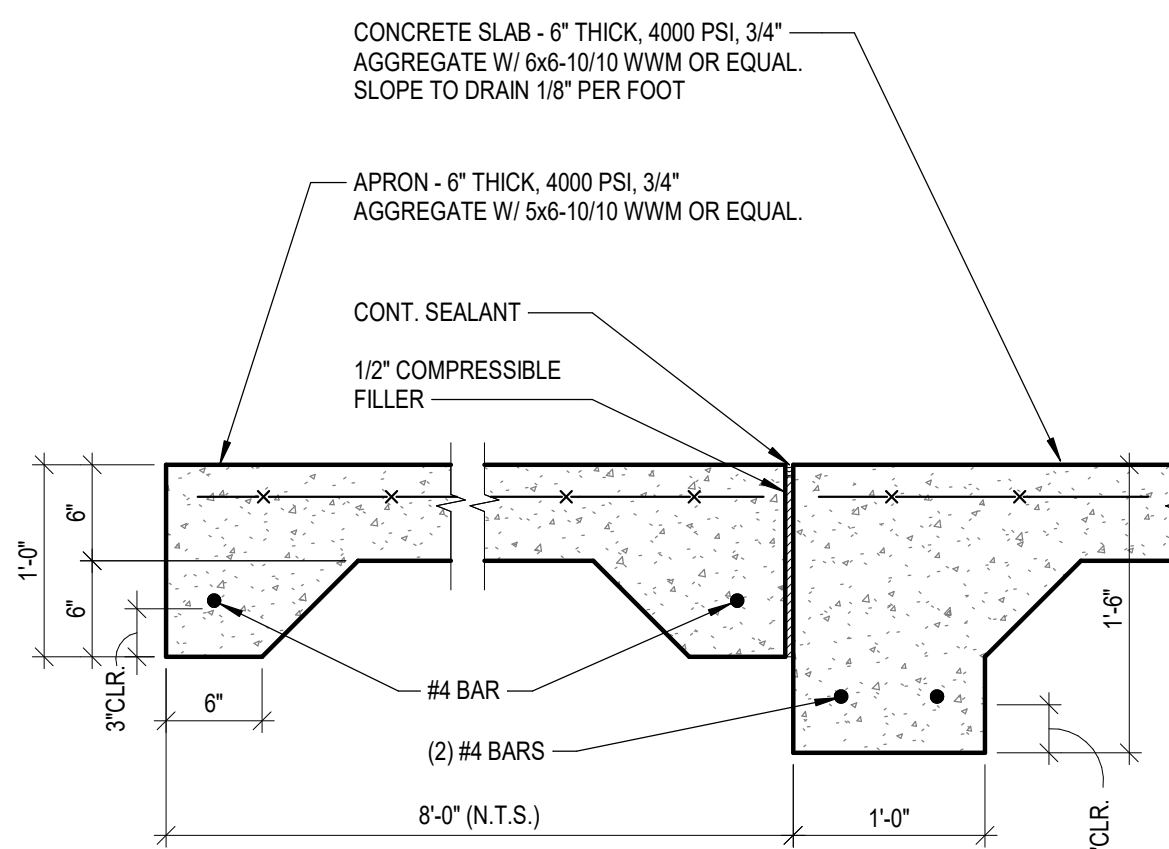 CONCRETE SLAB - 6" THICK, 4000 PSI, 3/4"
AGGREGATE W/ 6x6-10/10 WWM OR EQUAL.
SLOPE TO DRAIN 1/8" PER FOOT
APRON - 6" THICK, 4000 PSI, 3/4"
AGGREGATE W/ 5x6-10/10 WWM OR EQUAL.
CONT. SEALANT
1/2" COMPRESSIBLE
FILLER
1'-0"
6"
6"
3"CLR.
6"
#4 BAR
(2) #4 BARS
8'-0" (N.T.S.)
1'-0"
1'-6"
"CLR.